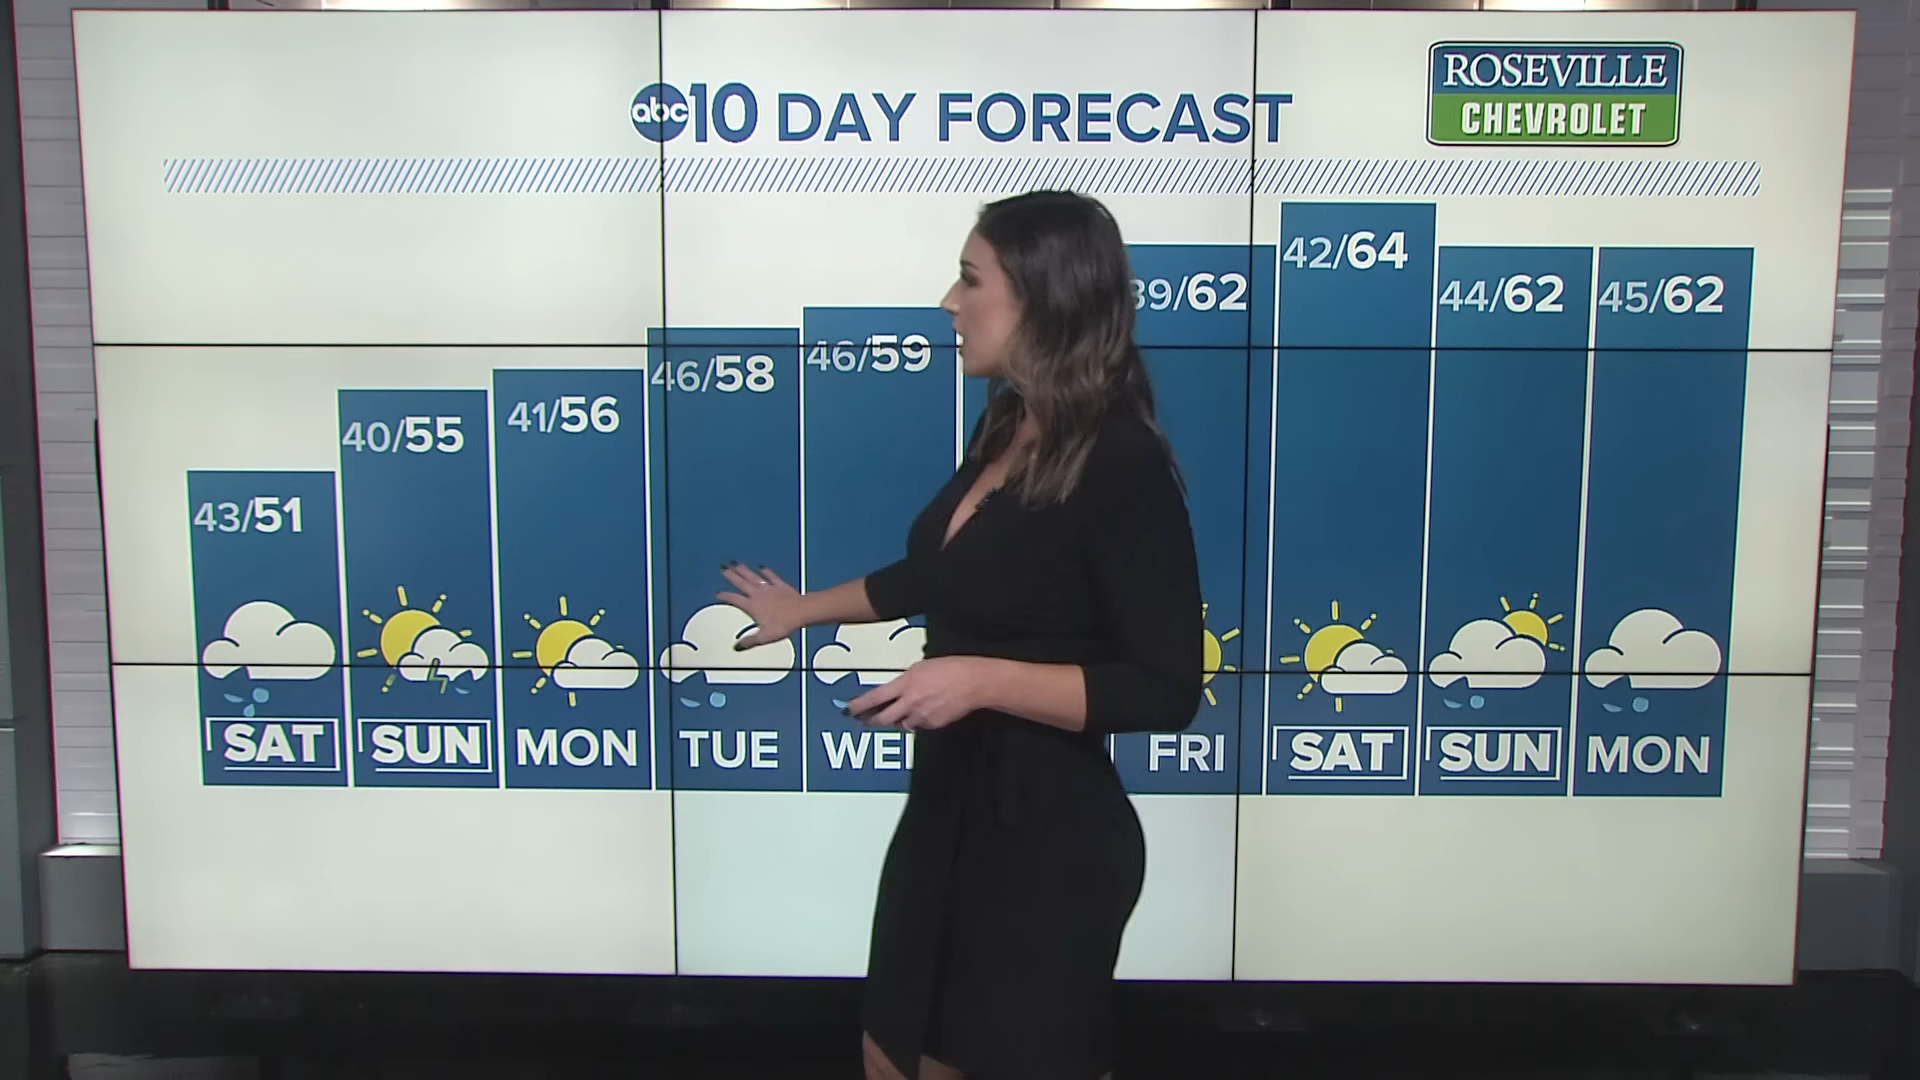 abc10 DAY FORECAST
ROSEVILLE
CHEVROLET
43/51
40/55
41/56
46/58
46/59
39/62
42/64
44/62
45/62
SAT
SUN
MON
TUE
WE
FRI
SAT
SUN
MON